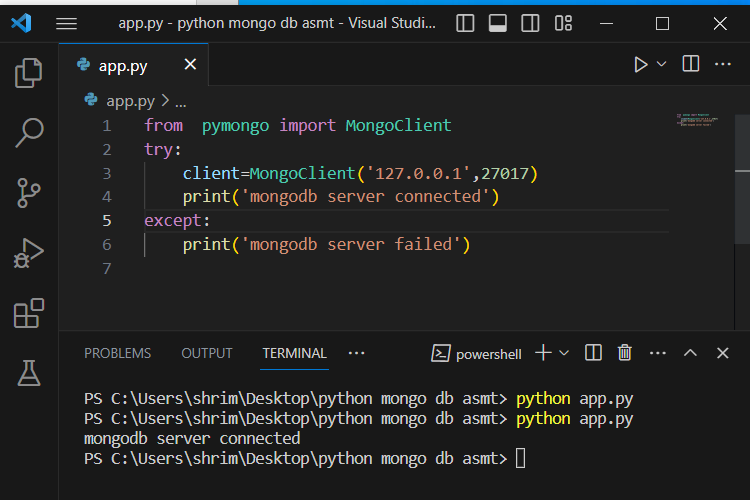 app.py - python mongo db asmt - Visual Studi...
app.py
app.py > ...
1 from  pymongo import MongoClient
2 try:
3     client=MongoClient('127.0.0.1',27017)
4     print('mongodb server connected')
5 except:
6     print('mongodb server failed')
7
PROBLEMS OUTPUT TERMINAL ... powershell
PS C:\Users\shrim\Desktop\python mongo db asmt> python app.py
PS C:\Users\shrim\Desktop\python mongo db asmt> python app.py
mongodb server connected
PS C:\Users\shrim\Desktop\python mongo db asmt>